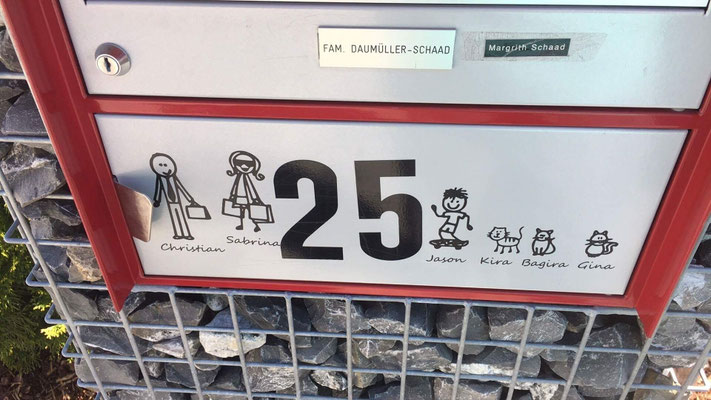 FAM. DAUMÜLLER-SCHAAD
Margrith Schaad
25
Christian
Sabrina
Jason
Kira
Bagira
Gina